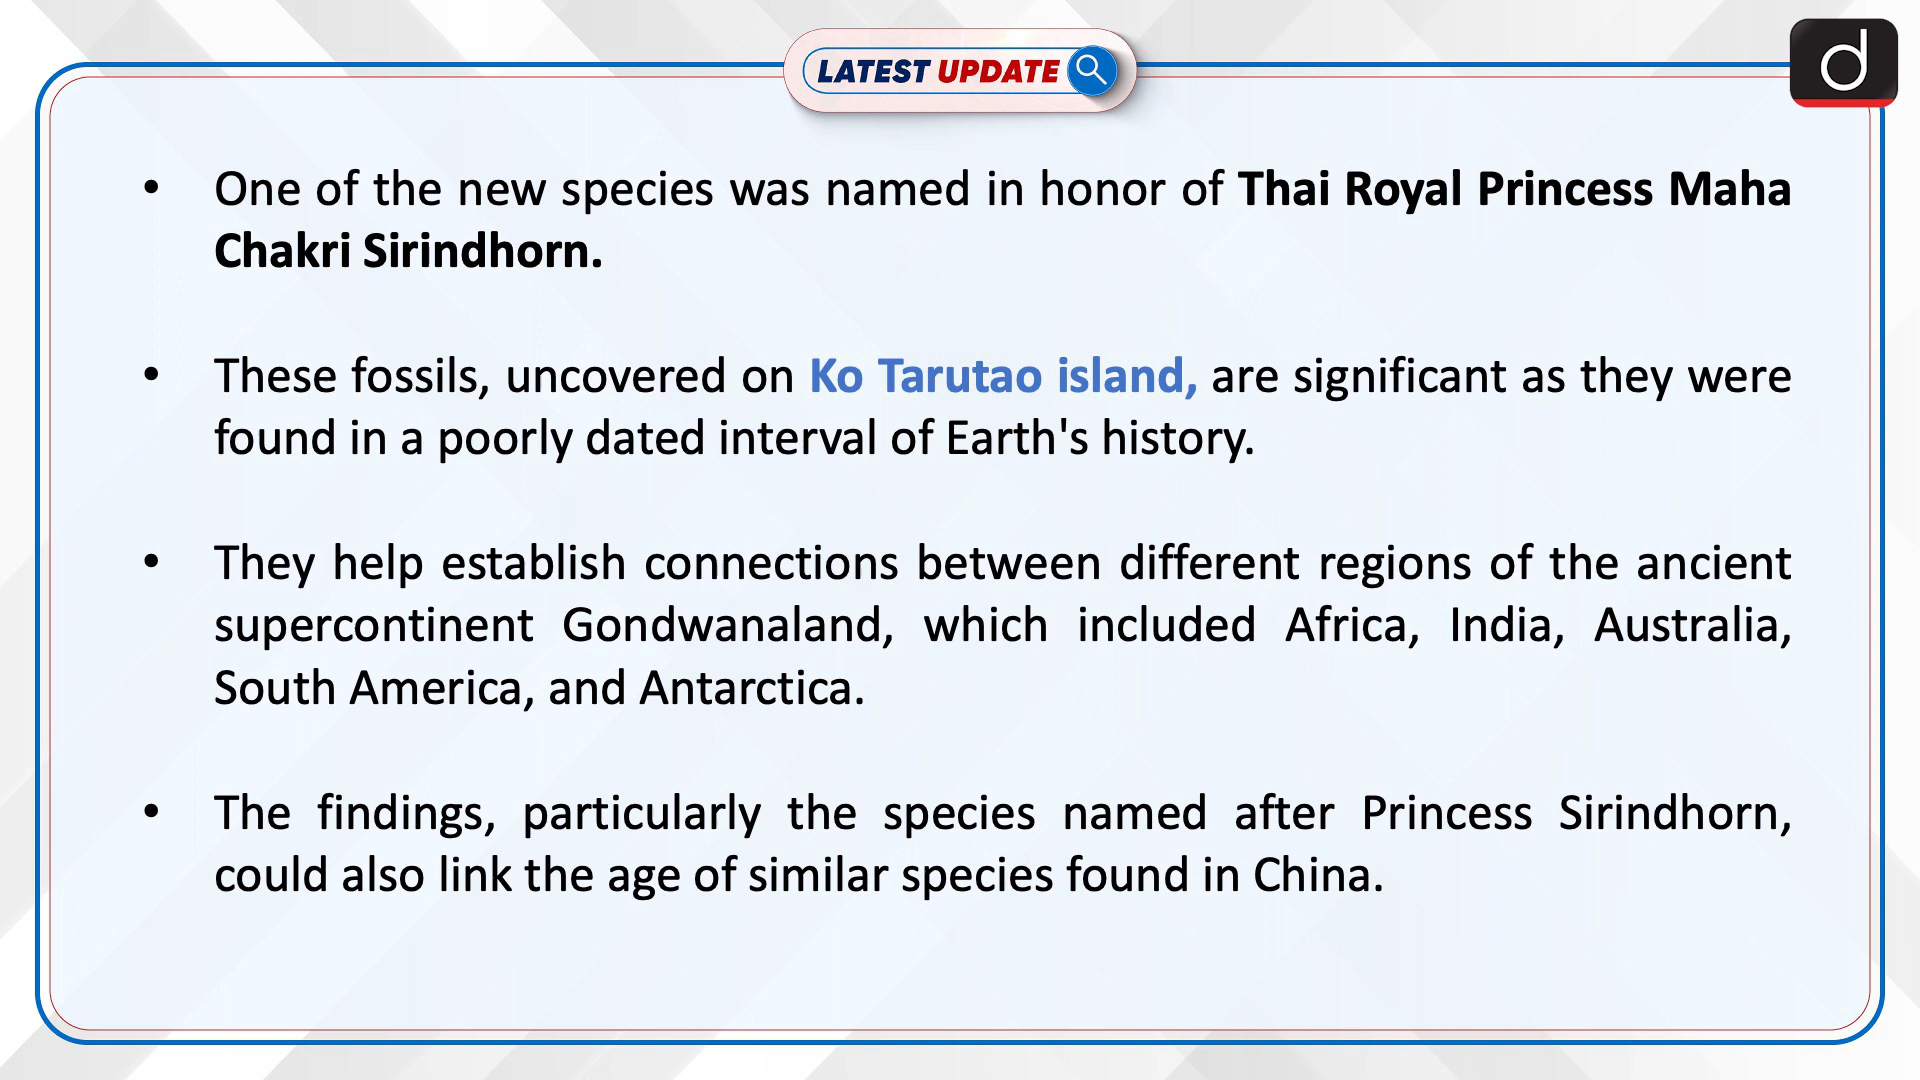 LATEST UPDATE
d
• One of the new species was named in honor of Thai Royal Princess Maha
Chakri Sirindhorn.
• These fossils, uncovered on Ko Tarutao island, are significant as they were
found in a poorly dated interval of Earth's history.
• They help establish connections between different regions of the ancient
supercontinent Gondwanaland, which included Africa, India, Australia,
South America, and Antarctica.
• The findings, particularly the species named after Princess Sirindhorn,
could also link the age of similar species found in China.